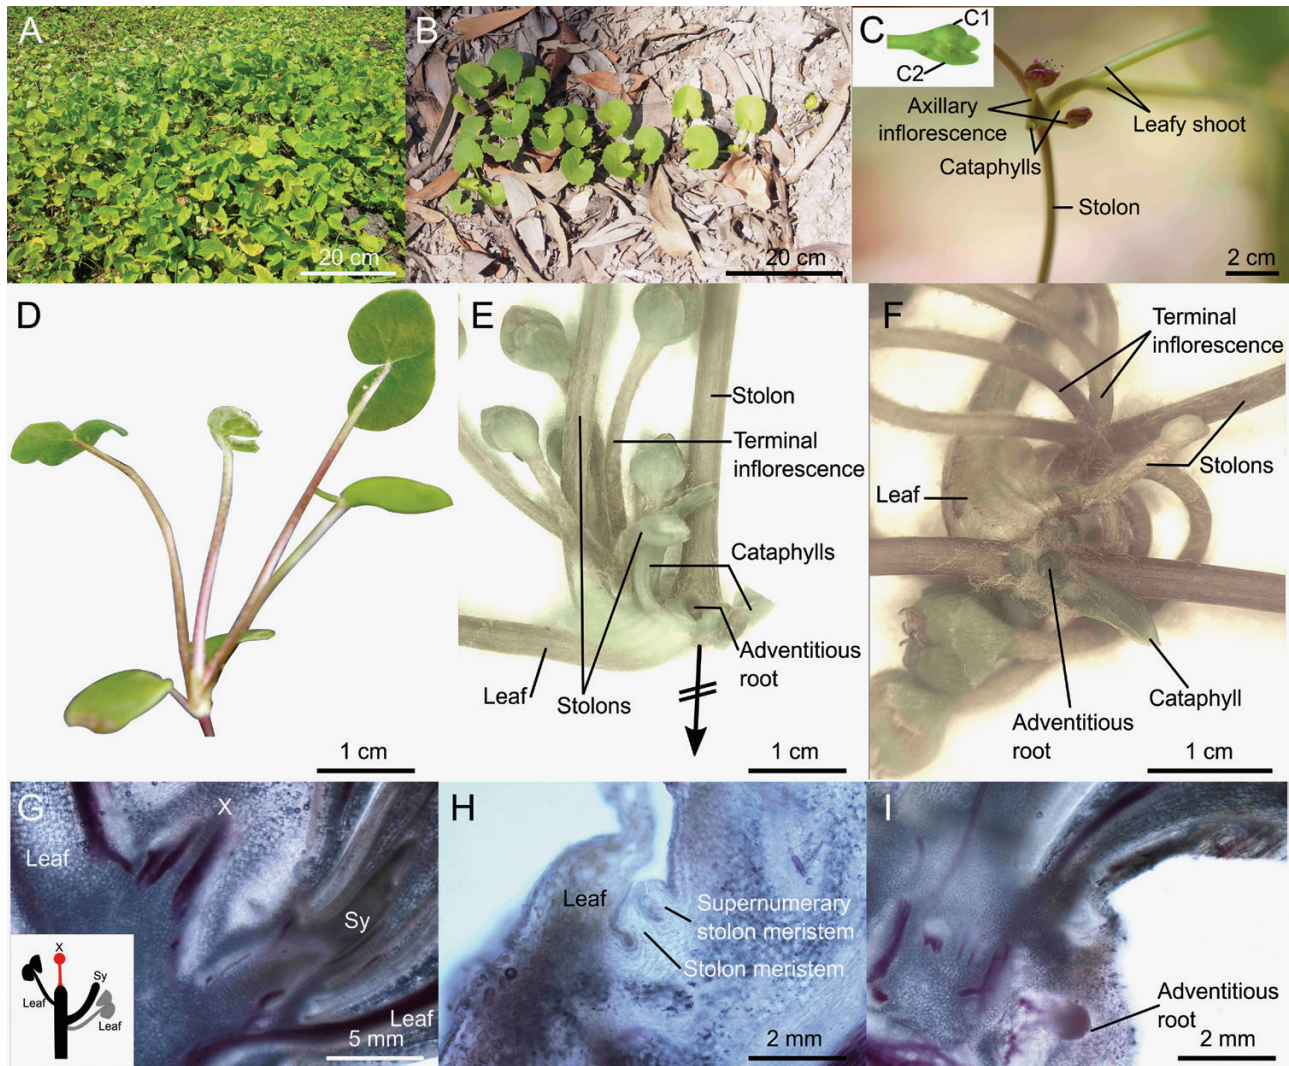 A
20 cm
B
20 cm
C
C1
C2
Axillary
inflorescence
Leafy shoot
Cataphylls
Stolon
2 cm
D
1 cm
E
Stolon
Terminal
inflorescence
Cataphylls
Adventitious
root
Leaf
Stolons
1 cm
F
Terminal
inflorescence
Stolons
Leaf
Cataphyll
Adventitious
root
1 cm
G
X
Leaf
Sy
Leaf
5 mm
X
Sy
Leaf
Leaf
H
Leaf
Supernumerary
stolon meristem
Stolon meristem
2 mm
I
Adventitious
root
2 mm